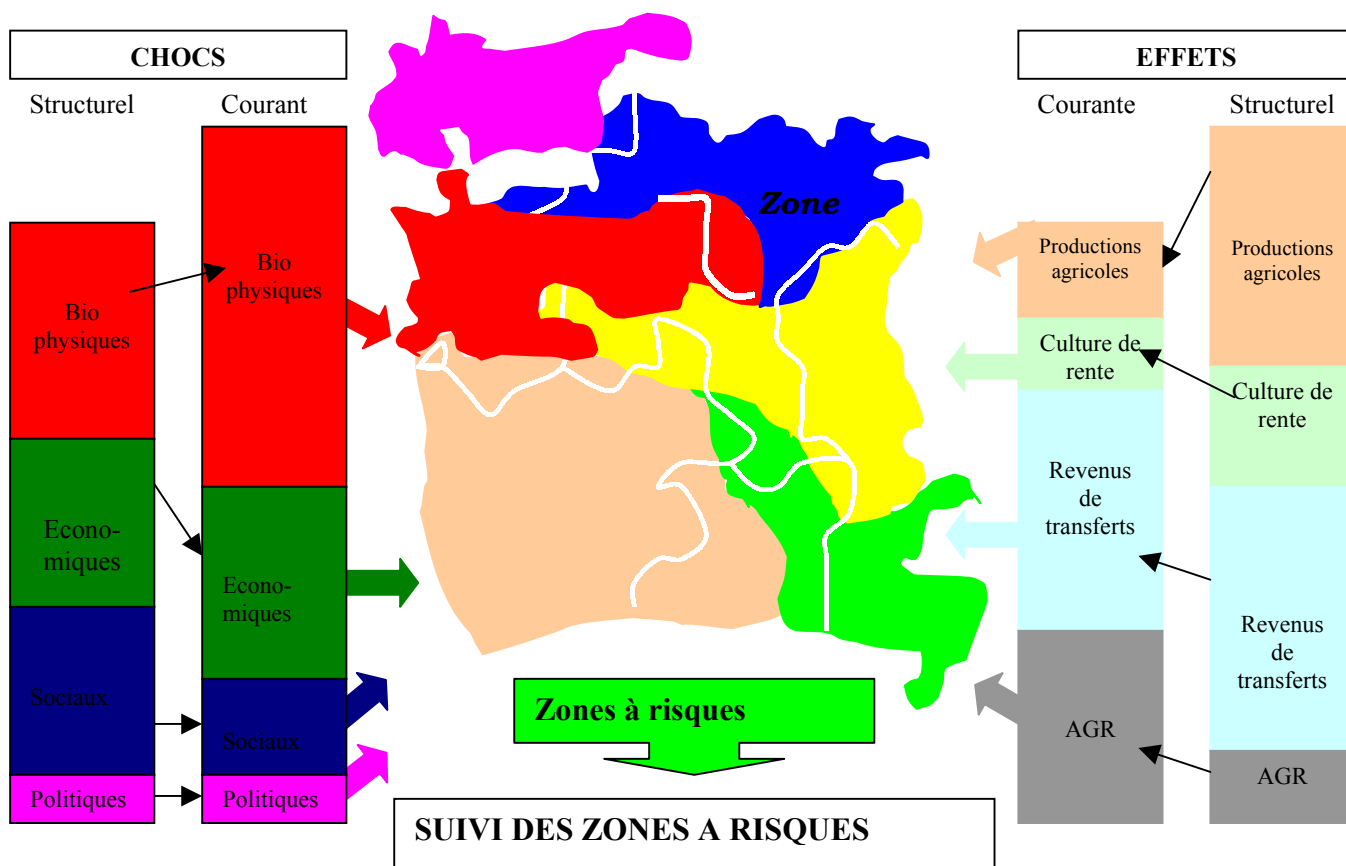 CHOCS
Structurel
Courant
Bio
physiques
Econo-
miques
Sociaux
Politiques
Bio
physiques
Econo-
miques
Sociaux
Politiques
Zone
Zones à risques
SUIVI DES ZONES A RISQUES
EFFETS
Courante
Structurel
Productions
agricoles
Culture de
rente
Revenus
de
transferts
AGR
Productions
agricoles
Culture de
rente
Revenus
de
transferts
AGR